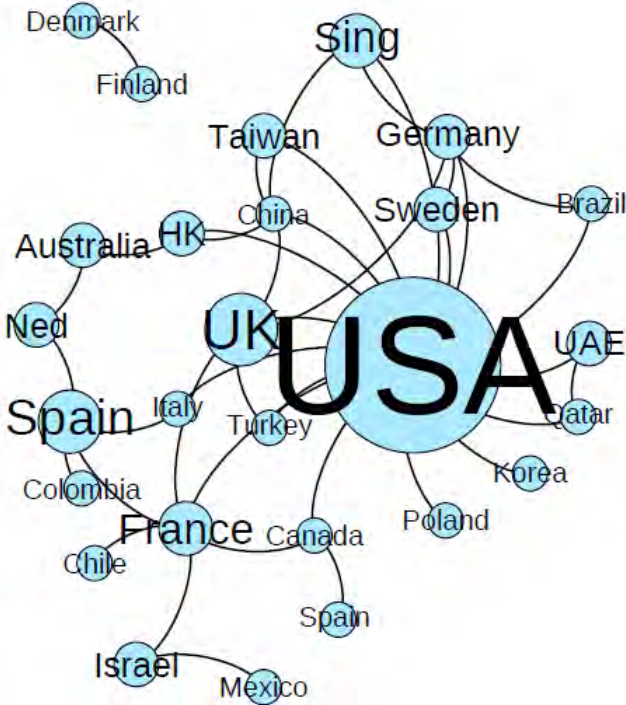 Denmark
Sing
Finland
Taiwan
Germany
China
Sweden
Brazil
HK
Australia
Ned
UK
USA
UAE
Spain
Italy
Turkey
Qatar
Colombia
Korea
France
Canada
Poland
Chile
Spain
Israel
Mexico